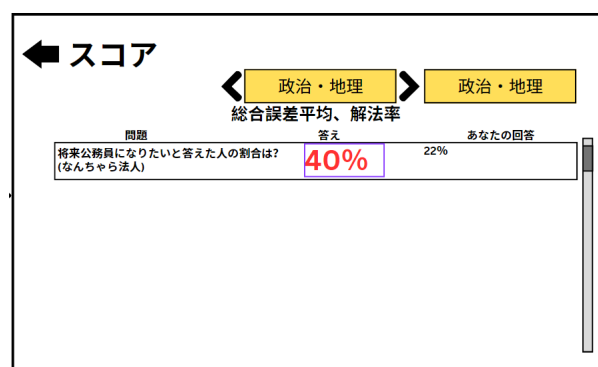 スコア
政治・地理
政治・地理
総合誤差平均、解法率
問題
答え
あなたの回答
将来公務員になりたいと答えた人の割合は?
(なんちゃら法人)
40%
22%